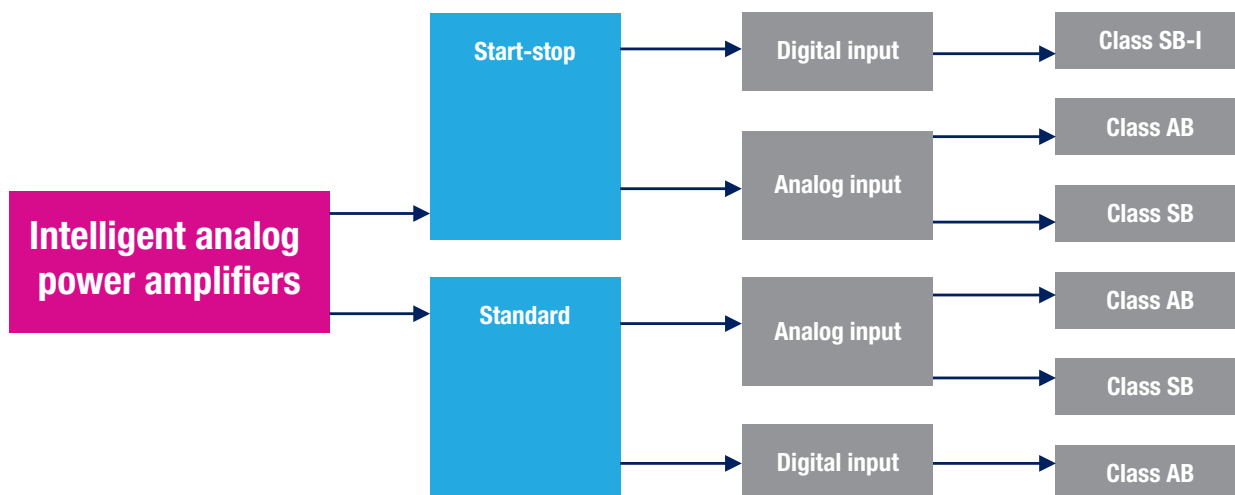 Intelligent analog
power amplifiers
Start-stop
Digital input
Class SB-I
Analog input
Class AB
Class SB
Standard
Analog input
Class AB
Class SB
Digital input
Class AB